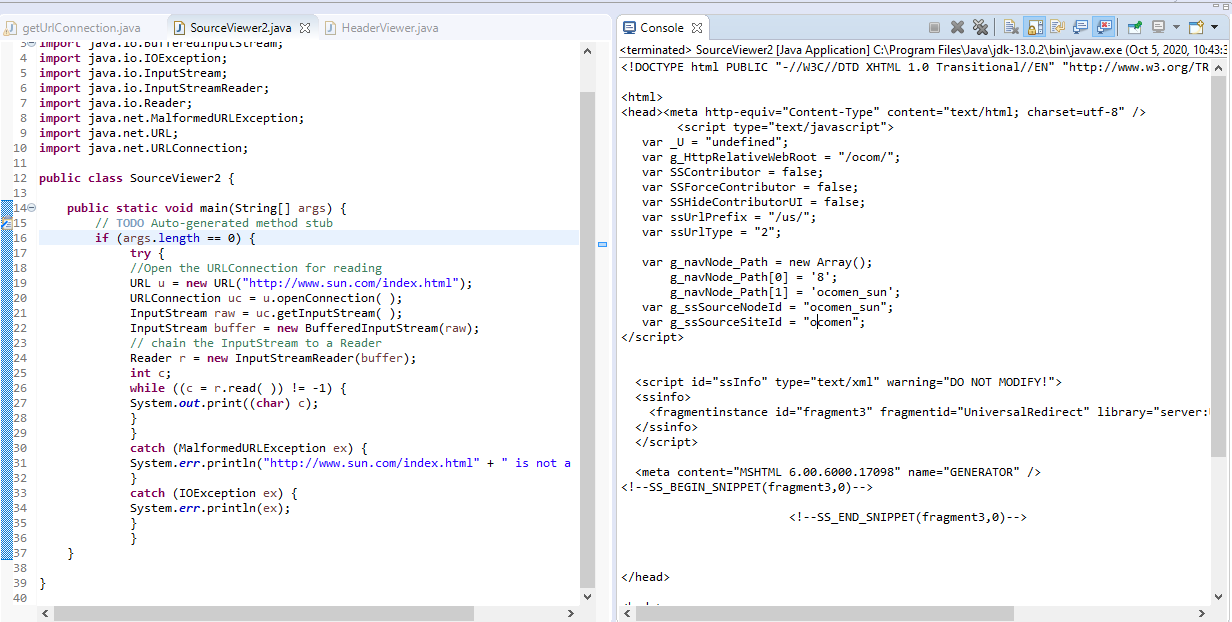 getUrlConnection.java
SourceViewer2.java
HeaderViewer.java
3 import java.io.BufferedInputStream;
4 import java.io.IOException;
5 import java.io.InputStream;
6 import java.io.InputStreamReader;
7 import java.io.Reader;
8 import java.net.MalformedURLException;
9 import java.net.URL;
10 import java.net.URLConnection;
11
12 public class SourceViewer2 {
13
14 public static void main(String[] args) {
15 // TODO Auto-generated method stub
16 if (args.length == 0) {
17 try {
18 //Open the URLConnection for reading
19 URL u = new URL("http://www.sun.com/index.html");
20 URLConnection uc = u.openConnection( );
21 InputStream raw = uc.getInputStream( );
22 InputStream buffer = new BufferedInputStream(raw);
23 // chain the InputStream to a Reader
24 Reader r = new InputStreamReader(buffer);
25 int c;
26 while ((c = r.read( )) != -1) {
27 System.out.print((char) c);
28 }
29 }
30 catch (MalformedURLException ex) {
31 System.err.println("http://www.sun.com/index.html" + " is not a
32 }
33 catch (IOException ex) {
34 System.err.println(ex);
35 }
36 }
37 }
38
39 }
40
Console
<terminated> SourceViewer2 [Java Application] C:\Program Files\Java\jdk-13.0.2\bin\javaw.exe (Oct 5, 2020, 10:43:3
<!DOCTYPE html PUBLIC "-//W3C//DTD XHTML 1.0 Transitional//EN" "http://www.w3.org/TR
<html>
<head><meta http-equiv="Content-Type" content="text/html; charset=utf-8" />
<script type="text/javascript">
var _U = "undefined";
var g_HttpRelativeWebRoot = "/ocom/";
var SSContributor = false;
var SSForceContributor = false;
var SSHideContributorUI = false;
var ssUrlPrefix = "/us/";
var ssUrlType = "2";
var g_navNode_Path = new Array();
g_navNode_Path[0] = '8';
g_navNode_Path[1] = 'ocomen_sun';
var g_ssSourceNodeId = "ocomen_sun";
var g_ssSourceSiteId = "ocomen";
</script>
<script id="ssInfo" type="text/xml" warning="DO NOT MODIFY!">
<ssinfo>
<fragmentinstance id="fragment3" fragmentid="UniversalRedirect" library="server:
</ssinfo>
</script>
<meta content="MSHTML 6.00.6000.17098" name="GENERATOR" />
<!--SS_BEGIN_SNIPPET(fragment3,0)-->
<!--SS_END_SNIPPET(fragment3,0)-->
</head>